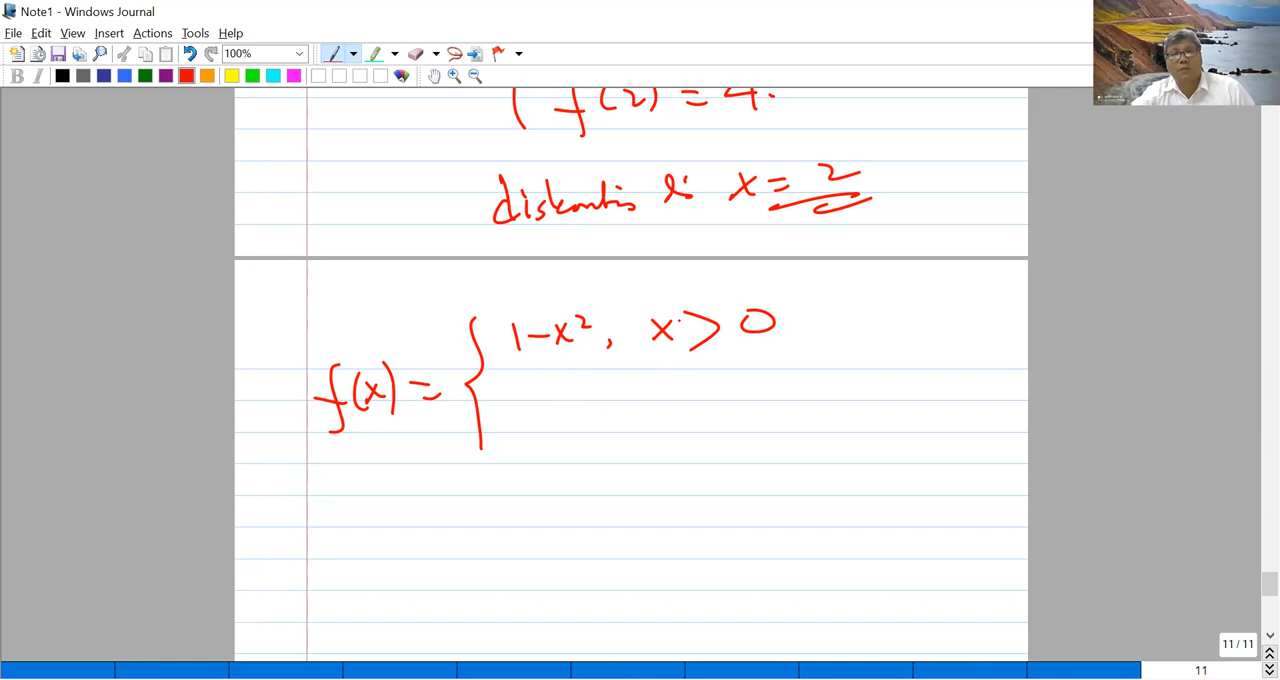 Note1 - Windows Journal
File Edit View Insert Actions Tools Help
100%
B I
f(2) = 4.
diskontis di x = 2
f(x) = { 1-x², x > 0
11/11
11